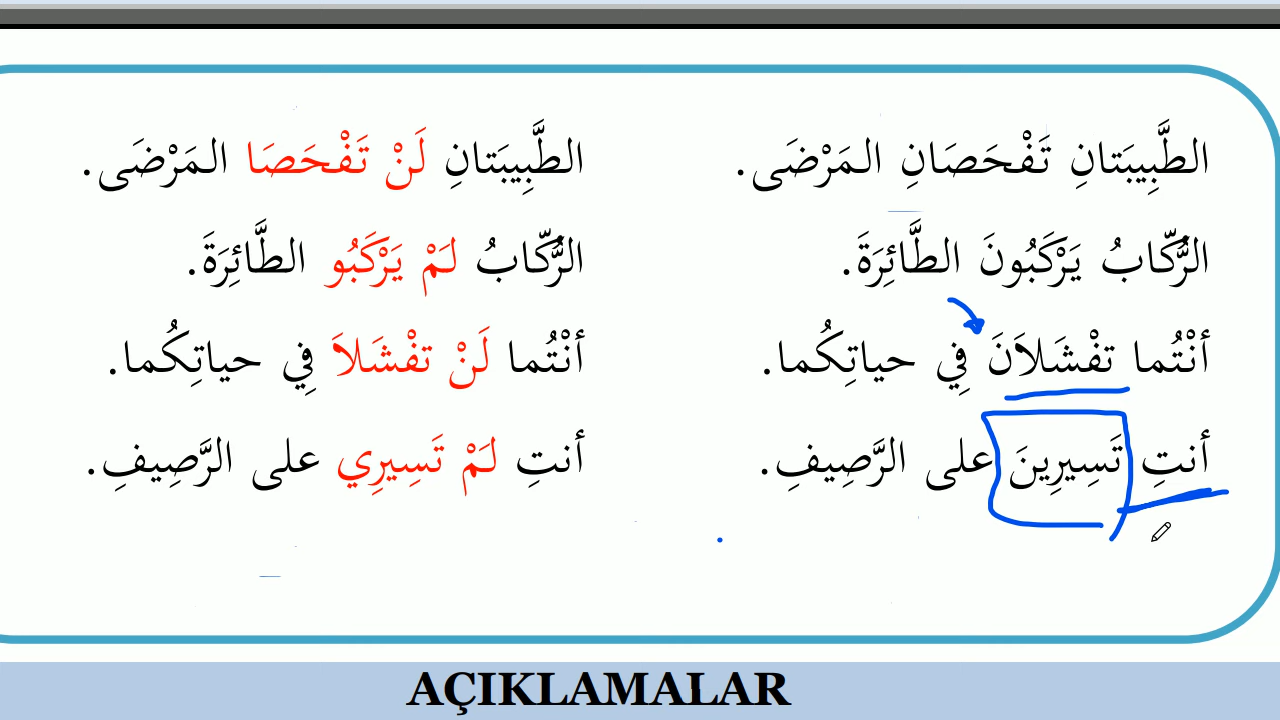 الطَّبِيبَتانِ تَفْحَصَانِ المَرْضَى. الطَّبِيبَتانِ لَنْ تَفْحَصَا المَرْضَى.
الرُّكّابُ يَرْكَبُونَ الطَّائِرَةَ. الرُّكّابُ لَمْ يَرْكَبُو الطَّائِرَةَ.
أنْتُما تفْشَلاَنَ فِي حياتِكُما. أنْتُما لَنْ تفْشَلاَ فِي حياتِكُما.
أنتِ تَسِيرِينَ على الرَّصِيفِ. أنتِ لَمْ تَسِيرِي على الرَّصِيفِ.
AÇIKLAMALAR